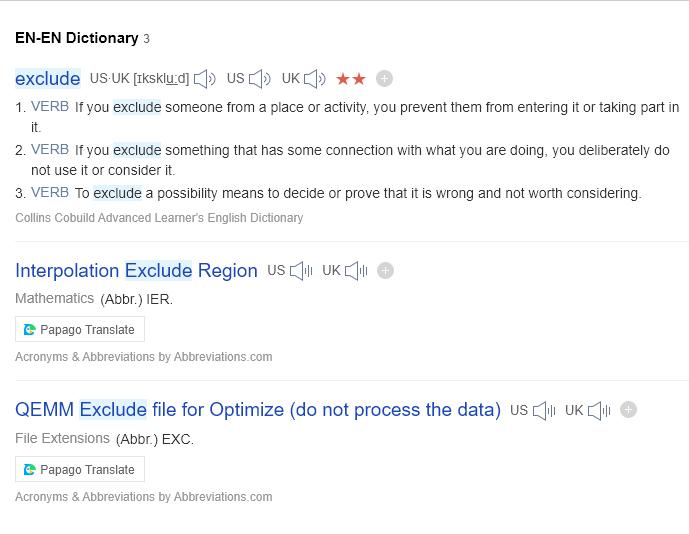 EN-EN Dictionary 3
exclude US·UK [ɪkskluːd] US UK ★★
1. VERB If you exclude someone from a place or activity, you prevent them from entering it or taking part in
it.
2. VERB If you exclude something that has some connection with what you are doing, you deliberately do
not use it or consider it.
3. VERB To exclude a possibility means to decide or prove that it is wrong and not worth considering.
Collins Cobuild Advanced Learner's English Dictionary
Interpolation Exclude Region US UK
Mathematics (Abbr.) IER.
Papago Translate
Acronyms & Abbreviations by Abbreviations.com
QEMM Exclude file for Optimize (do not process the data) US UK
File Extensions (Abbr.) EXC.
Papago Translate
Acronyms & Abbreviations by Abbreviations.com